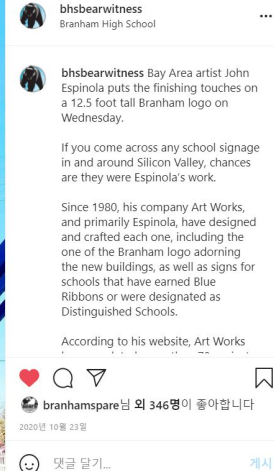 bhsbearwitness
Branham High School
bhsbearwitness Bay Area artist John
Espinola puts the finishing touches on
a 12.5 foot tall Branham logo on
Wednesday.
If you come across any school signage
in and around Silicon Valley, chances
are they were Espinola's work.
Since 1980, his company Art Works,
and primarily Espinola, have designed
and crafted each one, including the
one of the Branham logo adorning
the new buildings, as well as signs for
schools that have earned Blue
Ribbons or were designated as
Distinguished Schools.
According to his website, Art Works
branhamspare님 외 346명이 좋아합니다
2020년 10월 23일
댓글 달기...
게시